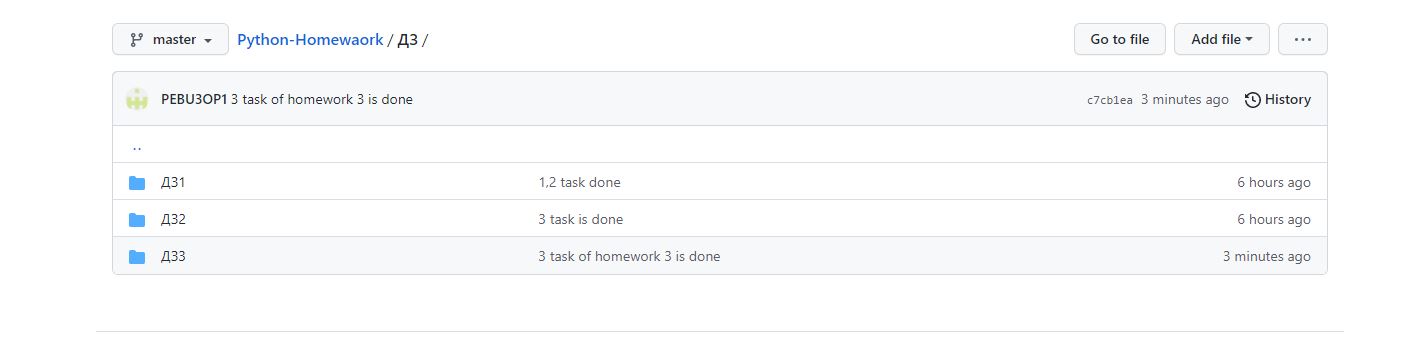 master Python-Homewaork / ДЗ / Go to file Add file ...
PEBU3OP1 3 task of homework 3 is done c7cb1ea 3 minutes ago History
..
ДЗ1 1,2 task done 6 hours ago
ДЗ2 3 task is done 6 hours ago
ДЗ3 3 task of homework 3 is done 3 minutes ago